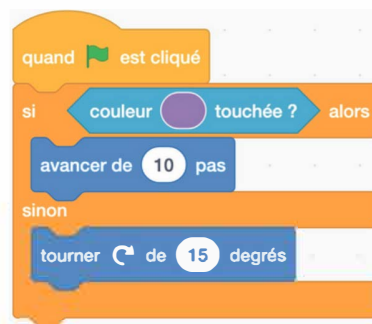 quand est cliqué
si couleur touchée ? alors
avancer de 10 pas
sinon
tourner de 15 degrés